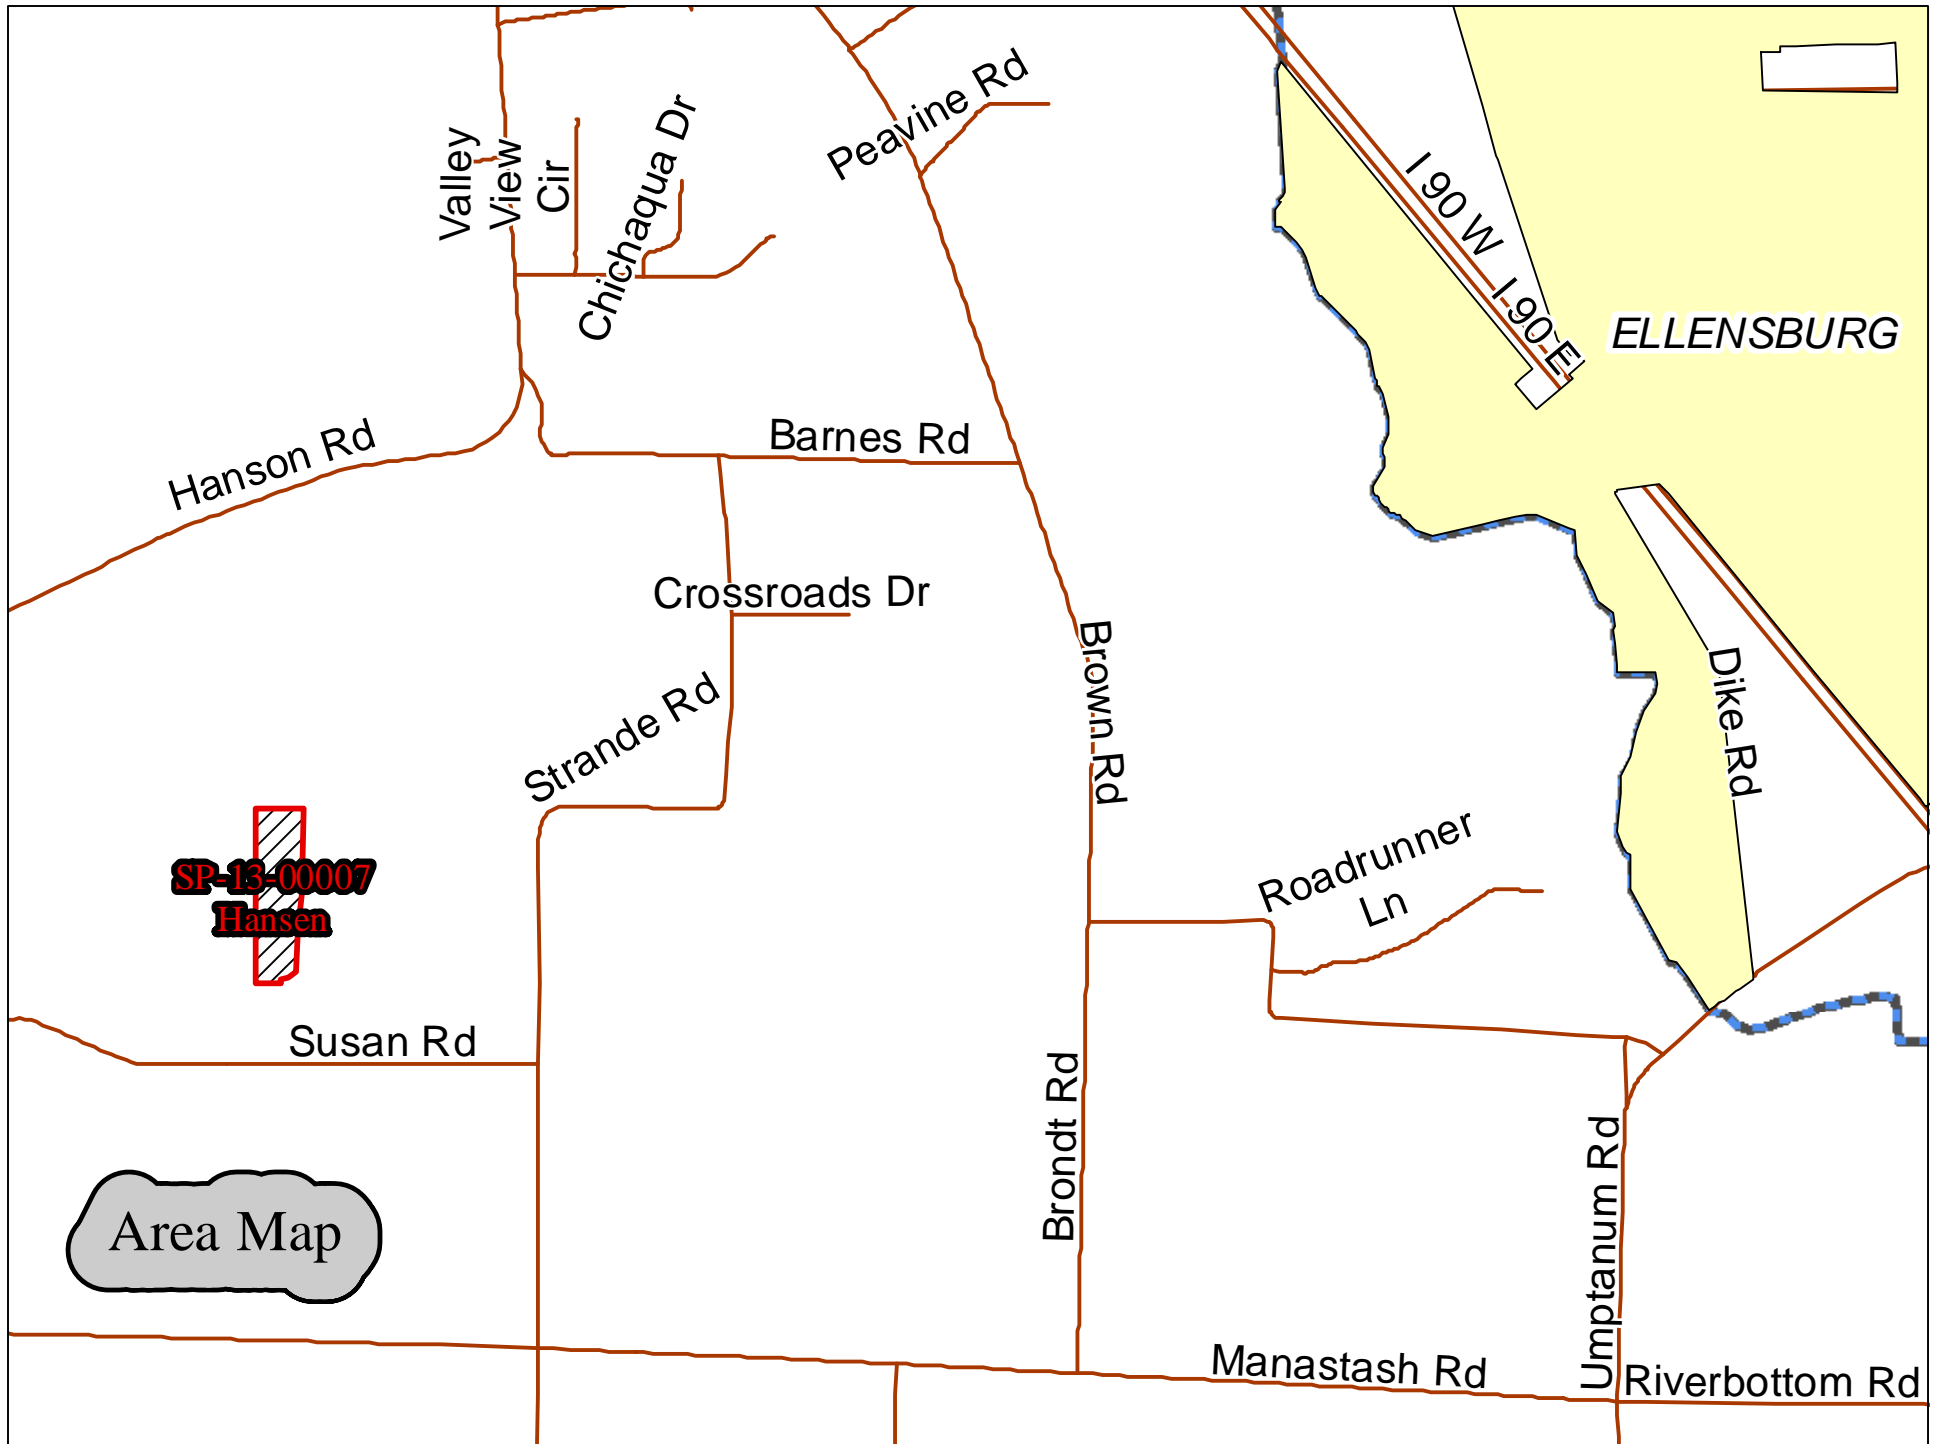 Peavine Rd
Valley
View
Cir
Chichaqua Dr
I 90 W
I 90 E
ELLENSBURG
Hanson Rd
Barnes Rd
Crossroads Dr
Brown Rd
Dike Rd
Strande Rd
SP-13-00007
Hansen
Roadrunner
Ln
Susan Rd
Brondt Rd
Umptanum Rd
Area Map
Manastash Rd
Riverbottom Rd